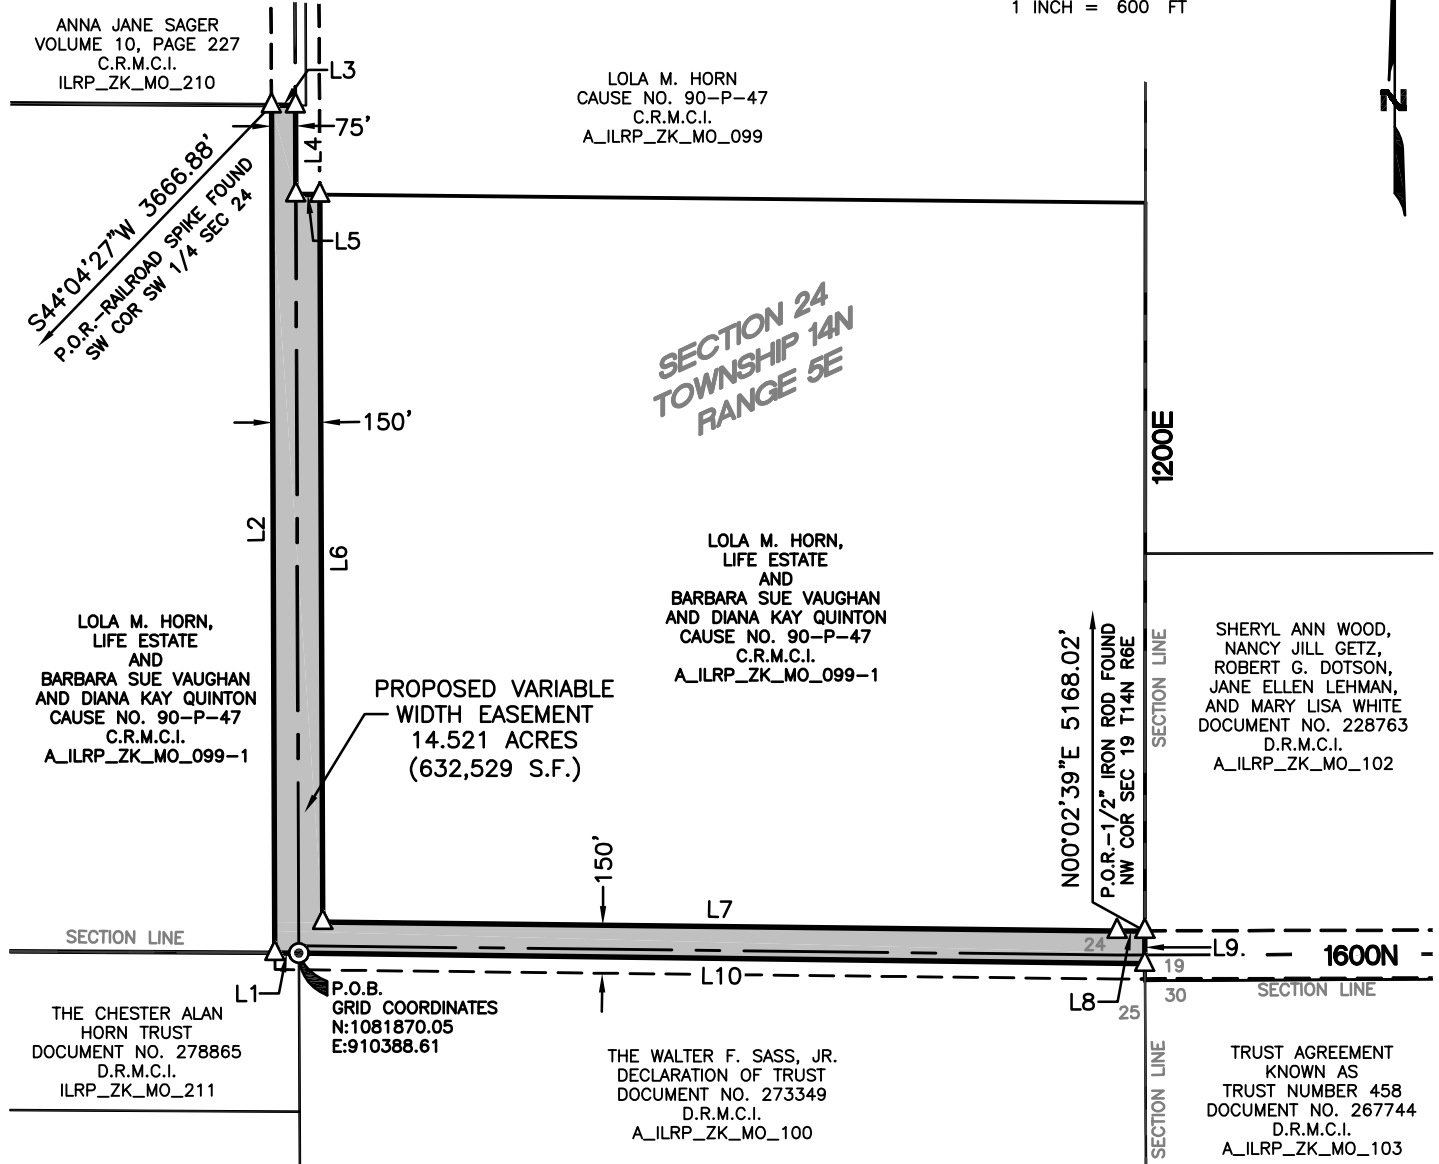 1 INCH = 600 FT
ANNA JANE SAGER
VOLUME 10, PAGE 227
C.R.M.C.I.
ILRP_ZK_MO_210
L3
LOLA M. HORN
CAUSE NO. 90-P-47
C.R.M.C.I.
A_ILRP_ZK_MO_099
N
75'
L4
S44°04'27"W 3666.88'
P.O.R.-RAILROAD SPIKE FOUND
SW COR SW 1/4 SEC 24
L5
SECTION 24
TOWNSHIP 14N
RANGE 5E
150'
1200E
L2
L6
LOLA M. HORN,
LIFE ESTATE
AND
BARBARA SUE VAUGHAN
AND DIANA KAY QUINTON
CAUSE NO. 90-P-47
C.R.M.C.I.
A_ILRP_ZK_MO_099-1
LOLA M. HORN,
LIFE ESTATE
AND
BARBARA SUE VAUGHAN
AND DIANA KAY QUINTON
CAUSE NO. 90-P-47
C.R.M.C.I.
A_ILRP_ZK_MO_099-1
PROPOSED VARIABLE
WIDTH EASEMENT
14.521 ACRES
(632,529 S.F.)
N00°02'39"E 5168.02'
P.O.R.-1/2" IRON ROD FOUND
NW COR SEC 19 T14N R6E
SECTION LINE
SHERYL ANN WOOD,
NANCY JILL GETZ,
ROBERT G. DOTSON,
JANE ELLEN LEHMAN,
AND MARY LISA WHITE
DOCUMENT NO. 228763
D.R.M.C.I.
A_ILRP_ZK_MO_102
150'
L7
SECTION LINE
24
L9.
1600N
19
L10
L1
L8
30
25
SECTION LINE
P.O.B.
GRID COORDINATES
N:1081870.05
E:910388.61
THE CHESTER ALAN
HORN TRUST
DOCUMENT NO. 278865
D.R.M.C.I.
ILRP_ZK_MO_211
THE WALTER F. SASS, JR.
DECLARATION OF TRUST
DOCUMENT NO. 273349
D.R.M.C.I.
A_ILRP_ZK_MO_100
SECTION LINE
TRUST AGREEMENT
KNOWN AS
TRUST NUMBER 458
DOCUMENT NO. 267744
D.R.M.C.I.
A_ILRP_ZK_MO_103